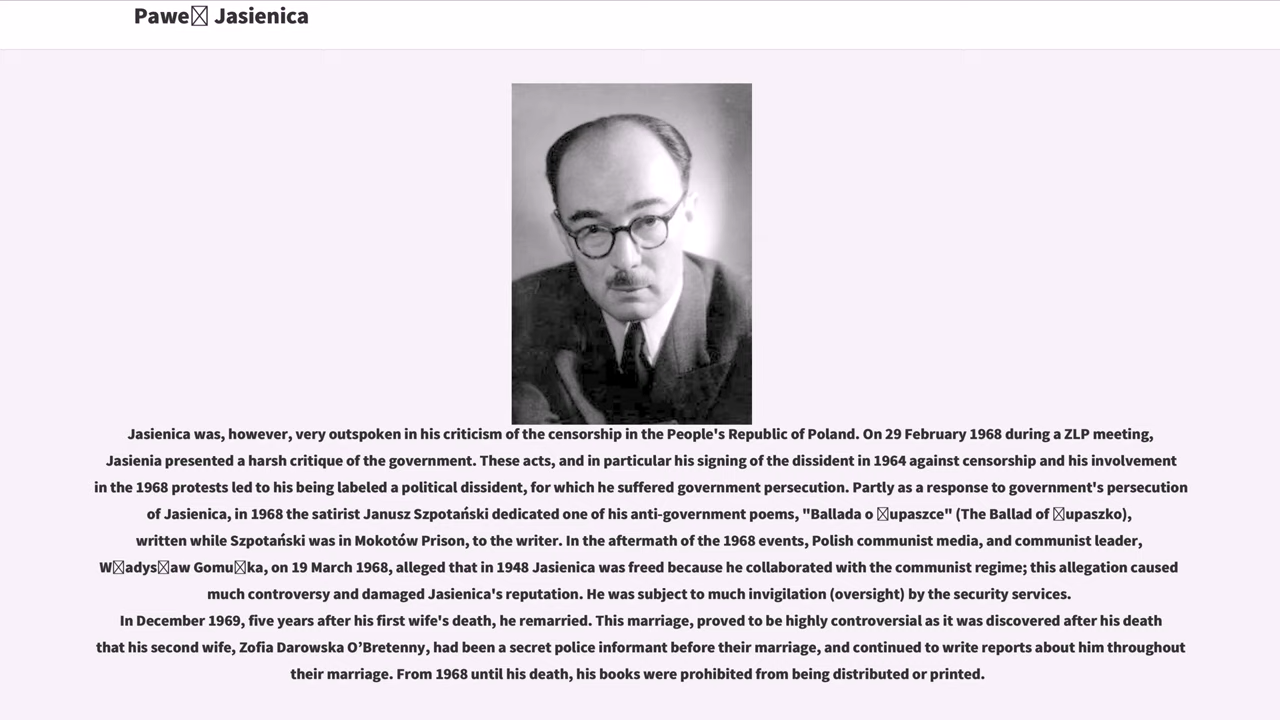 Pawe☒ Jasienica
Jasienica was, however, very outspoken in his criticism of the censorship in the People's Republic of Poland. On 29 February 1968 during a ZLP meeting,
Jasienia presented a harsh critique of the government. These acts, and in particular his signing of the dissident in 1964 against censorship and his involvement
in the 1968 protests led to his being labeled a political dissident, for which he suffered government persecution. Partly as a response to government's persecution
of Jasienica, in 1968 the satirist Janusz Szpotański dedicated one of his anti-government poems, "Ballada o ☒upaszce" (The Ballad of ☒upaszko),
written while Szpotański was in Mokotów Prison, to the writer. In the aftermath of the 1968 events, Polish communist media, and communist leader,
W☒adys☒aw Gomu☒ka, on 19 March 1968, alleged that in 1948 Jasienica was freed because he collaborated with the communist regime; this allegation caused
much controversy and damaged Jasienica's reputation. He was subject to much invigilation (oversight) by the security services.
In December 1969, five years after his first wife's death, he remarried. This marriage, proved to be highly controversial as it was discovered after his death
that his second wife, Zofia Darowska O’Bretenny, had been a secret police informant before their marriage, and continued to write reports about him throughout
their marriage. From 1968 until his death, his books were prohibited from being distributed or printed.